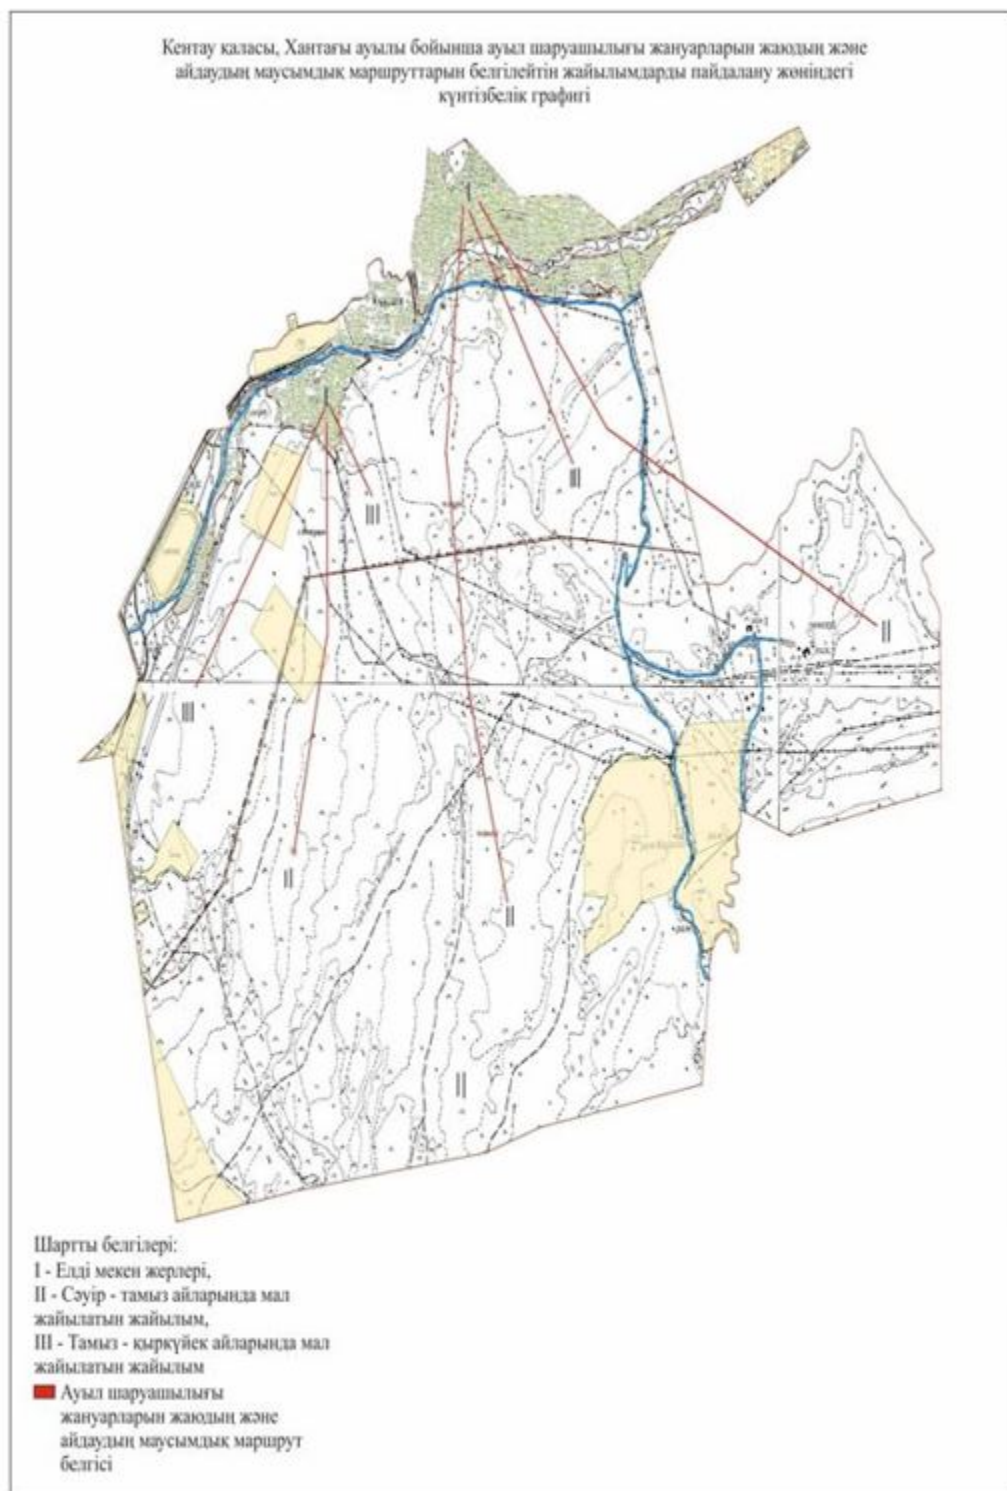 Кентау қаласы, Хантағы ауылы бойынша ауыл шаруашылығы жануарларын жаюдың және
айдаудың маусымдық маршруттарын белгілейтін жайылымдарды пайдалану жөніндегі
күнтізбелік графигі
I
I
III
III
II
III
II
II
II
Шартты белгілері:
I - Елді мекен жерлері,
II - Сәуір - тамыз айларында мал
жайылатын жайылым,
III - Тамыз - қыркүйек айларында мал
жайылатын жайылым
Ауыл шаруашылығы
жануарларын жаюдың және
айдаудың маусымдық маршрут
белгісі